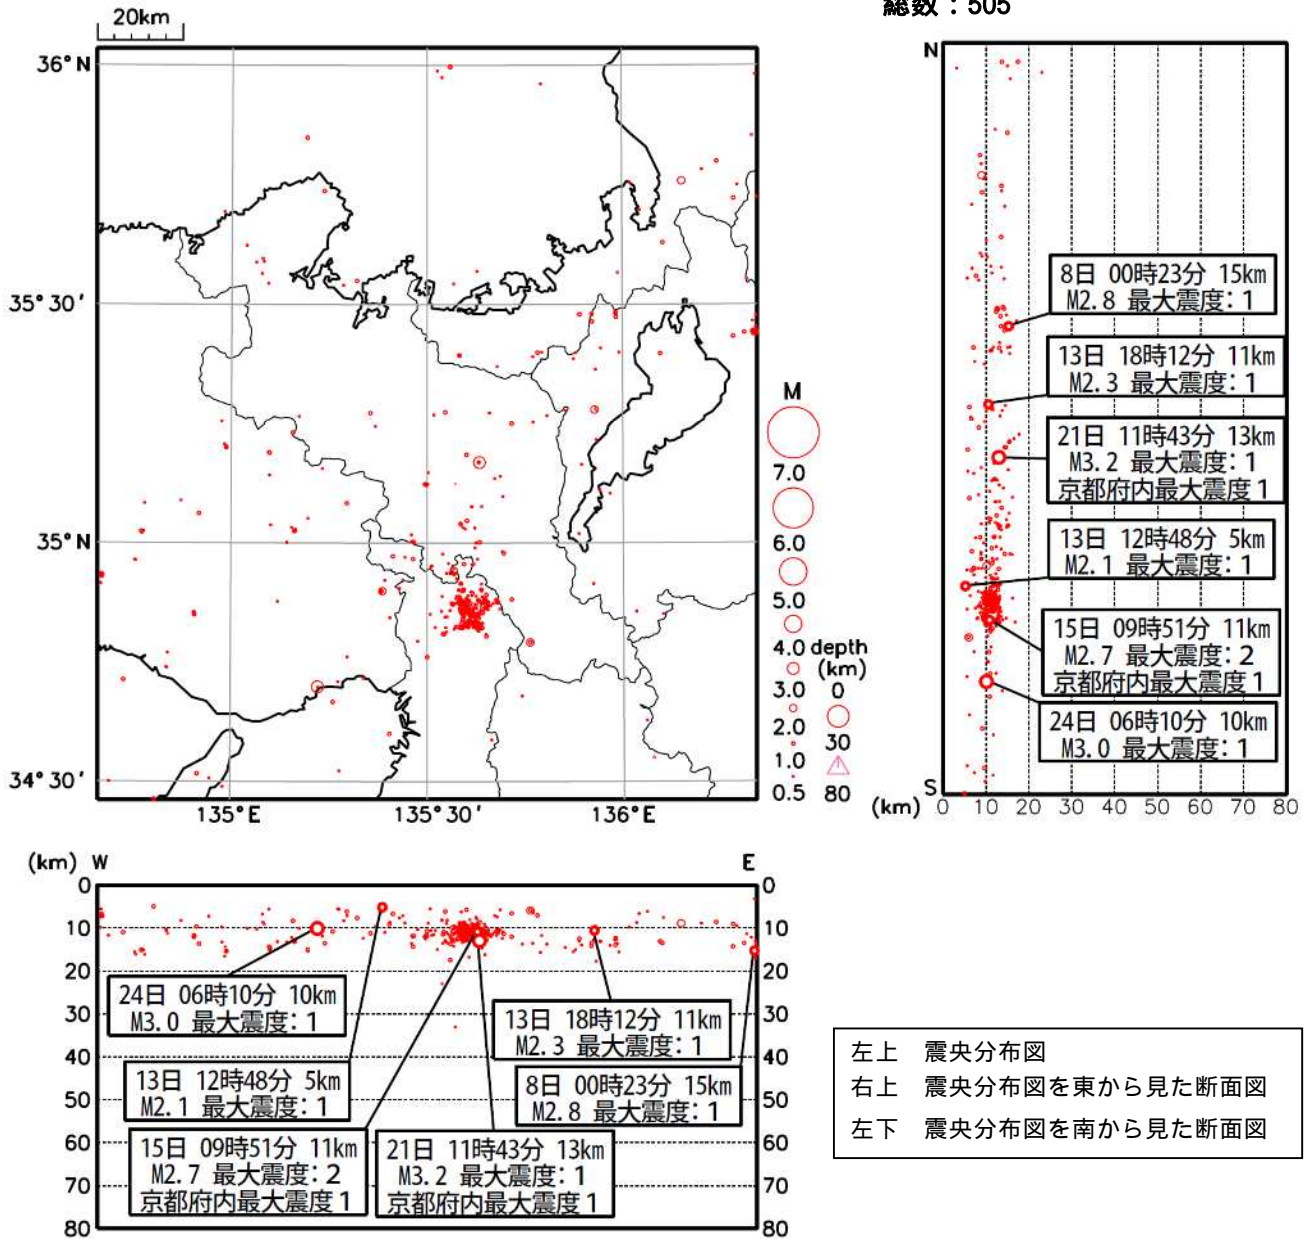 総数：505
20km
36°N
35°30′
35°N
34°30′
135°E
135°30′
136°E
M
7.0
6.0
5.0
4.0
3.0
2.0
1.0
0.5
depth
(km)
0
30
80
N
S
(km)
0 10 20 30 40 50 60 70 80
8日 00時23分 15km
M2.8 最大震度：1
13日 18時12分 11km
M2.3 最大震度：1
21日 11時43分 13km
M3.2 最大震度：1
京都府内最大震度1
13日 12時48分 5km
M2.1 最大震度：1
15日 09時51分 11km
M2.7 最大震度：2
京都府内最大震度1
24日 06時10分 10km
M3.0 最大震度：1
(km) W
E
0
10
20
30
40
50
60
70
80
0
10
20
30
40
50
60
70
80
24日 06時10分 10km
M3.0 最大震度：1
13日 18時12分 11km
M2.3 最大震度：1
13日 12時48分 5km
M2.1 最大震度：1
8日 00時23分 15km
M2.8 最大震度：1
15日 09時51分 11km
M2.7 最大震度：2
京都府内最大震度1
21日 11時43分 13km
M3.2 最大震度：1
京都府内最大震度1
左上　震央分布図
右上　震央分布図を東から見た断面図
左下　震央分布図を南から見た断面図